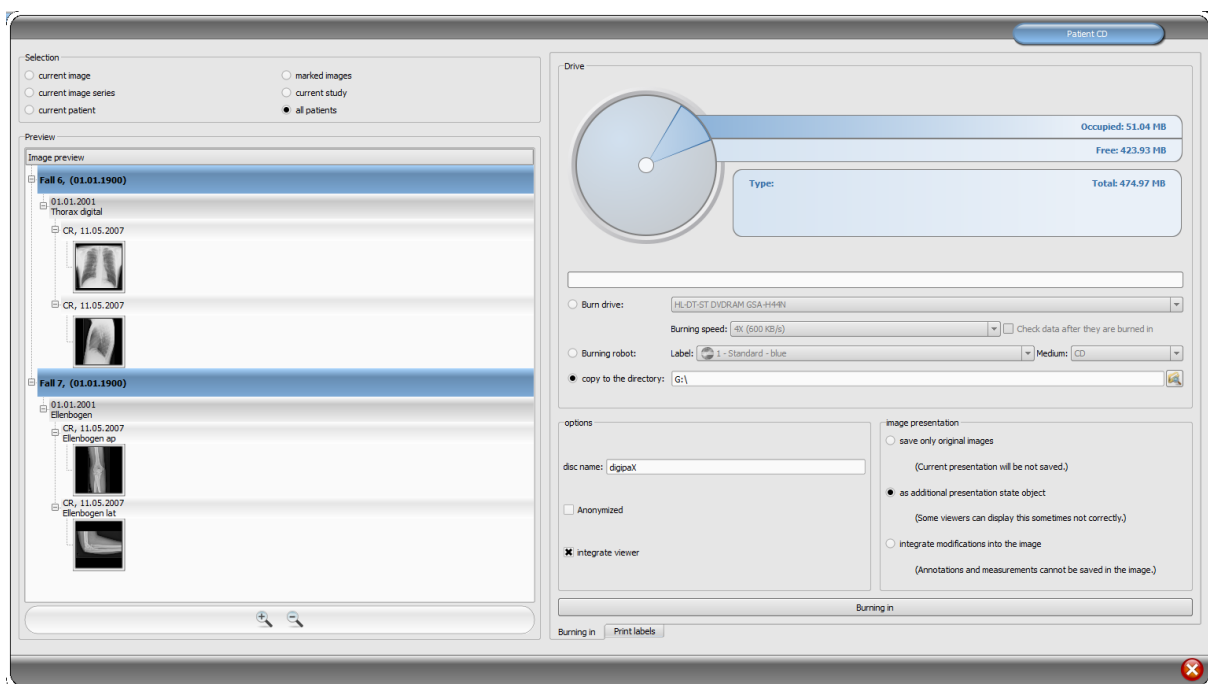 Patient CD
Selection
current image
marked images
current image series
current study
current patient
all patients
Preview
Image preview
Fall 6, (01.01.1900)
01.01.2001
Thorax digital
CR, 11.05.2007
CR, 11.05.2007
Fall 7, (01.01.1900)
01.01.2001
Ellenbogen
CR, 11.05.2007
Ellenbogen ap
CR, 11.05.2007
Ellenbogen lat
Drive
Occupied: 51.04 MB
Free: 423.93 MB
Type: Total: 474.97 MB
Burn drive: HL-DT-ST DVDRAM GSA-H44N
Burning speed: 4X (600 KB/s) Check data after they are burned in
Burning robot: Label: 1 - Standard - blue Medium: CD
copy to the directory: G:\
options
disc name: digipaX
Anonymized
integrate viewer
image presentation
save only original images
(Current presentation will be not saved.)
as additional presentation state object
(Some viewers can display this sometimes not correctly.)
integrate modifications into the image
(Annotations and measurements cannot be saved in the image.)
Burning in
Burning in Print labels